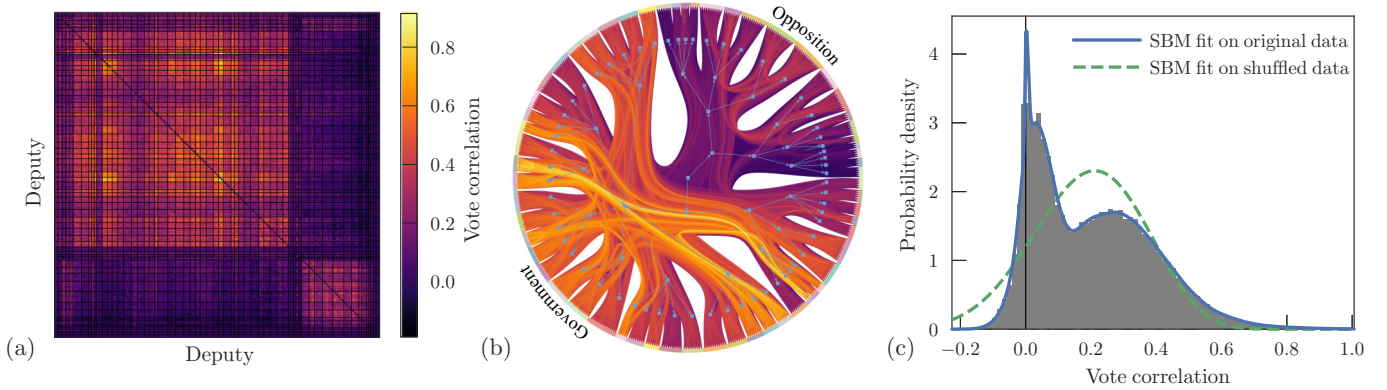 Deputy
Deputy
(a)
0.8
0.6
0.4
0.2
0.0
Vote correlation
Opposition
Government
(b)
SBM fit on original data
SBM fit on shuffled data
Probability density
4
3
2
1
0
−0.2
0.0
0.2
0.4
0.6
0.8
1.0
Vote correlation
(c)